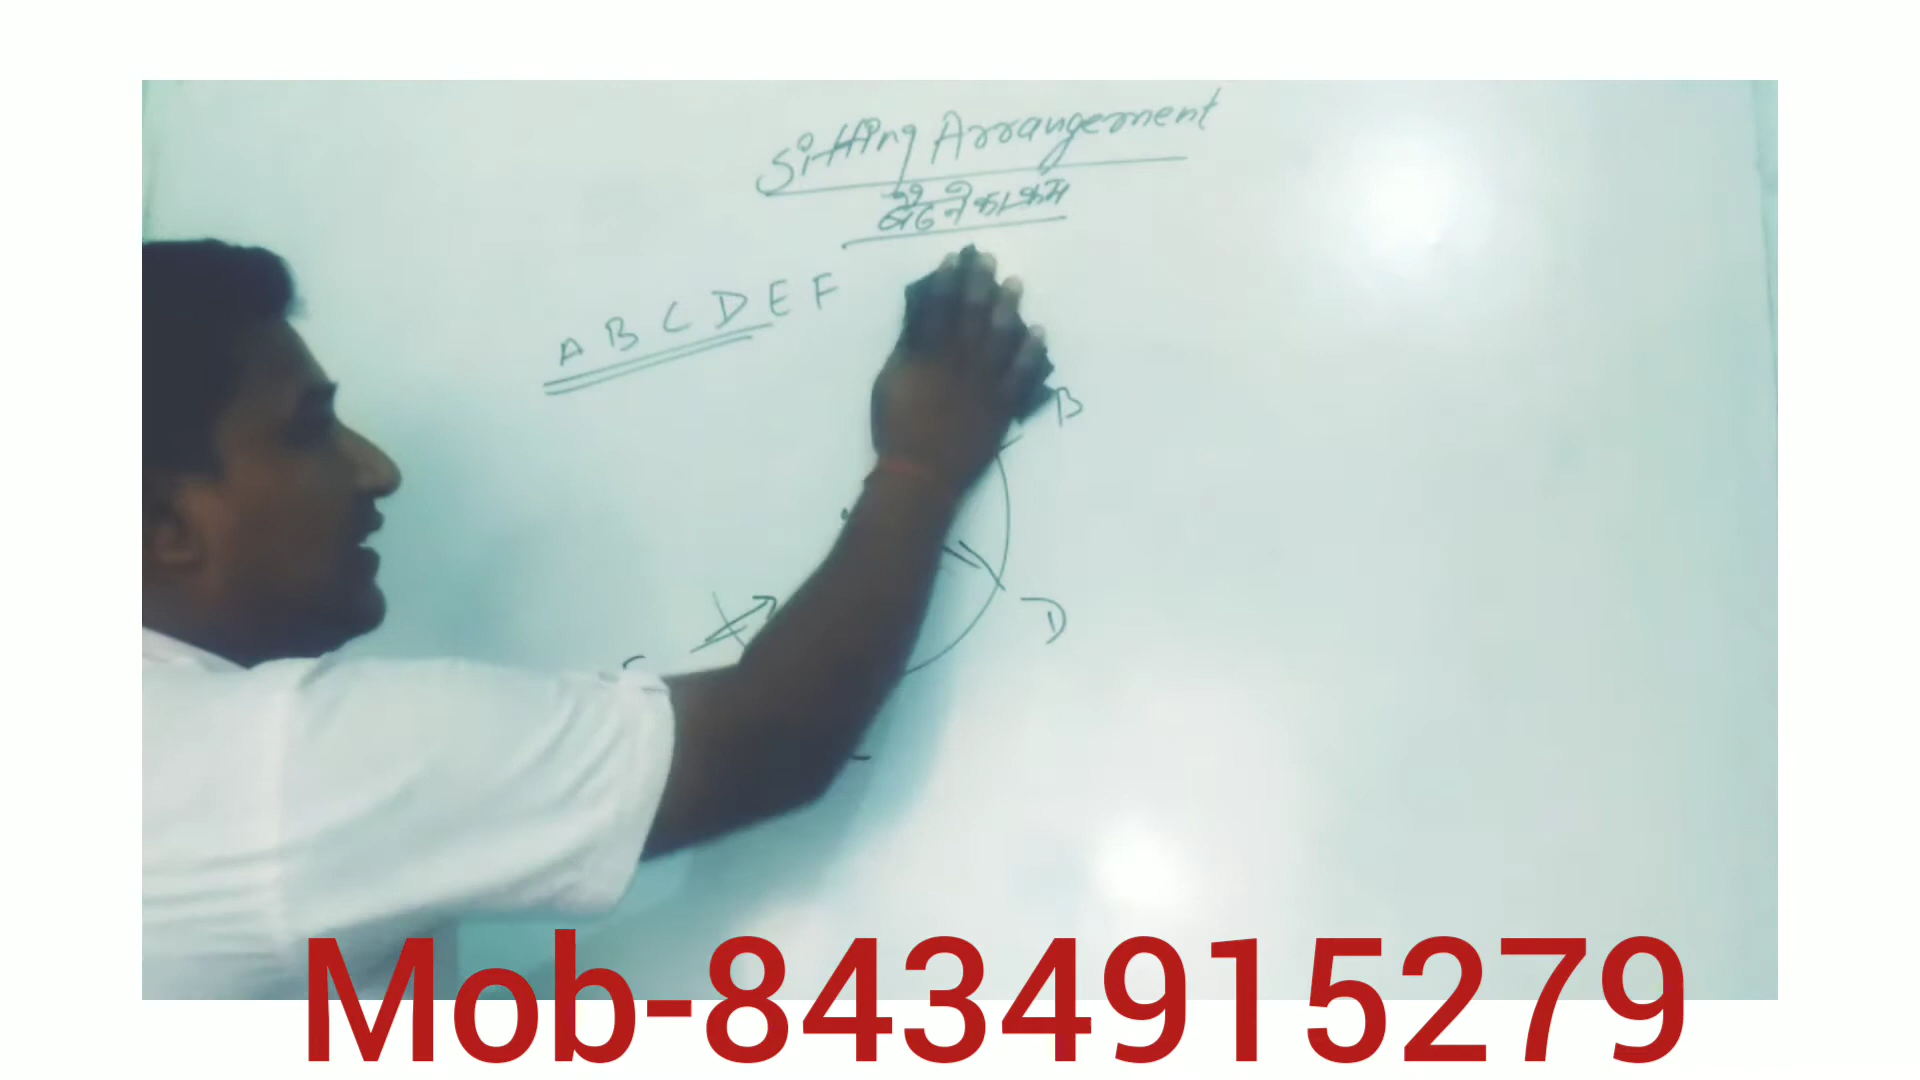 Sitting Arrangement
बैठने का क्रम
A B C D E F
B
D
Mob-8434915279